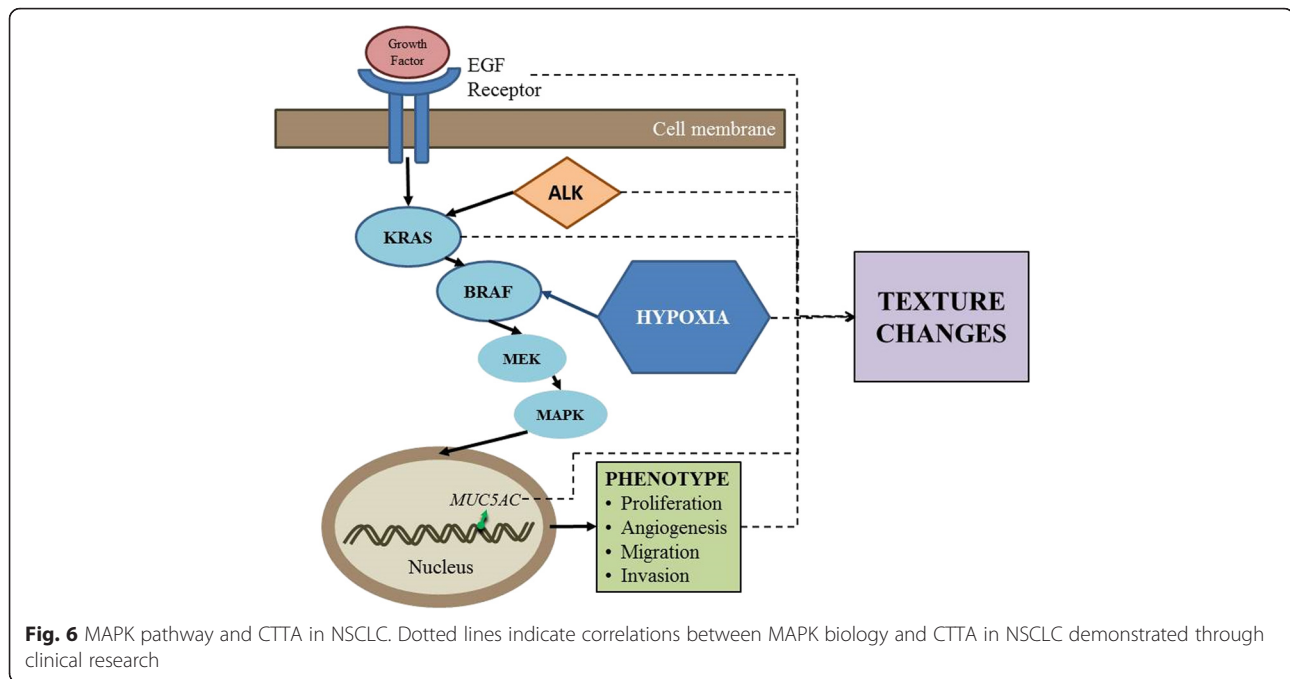 Growth
Factor
EGF
Receptor
Cell membrane
ALK
KRAS
BRAF
HYPOXIA
TEXTURE
CHANGES
MEK
MAPK
MUC5AC
Nucleus
PHENOTYPE
• Proliferation
• Angiogenesis
• Migration
• Invasion
Fig. 6 MAPK pathway and CTTA in NSCLC. Dotted lines indicate correlations between MAPK biology and CTTA in NSCLC demonstrated through
clinical research